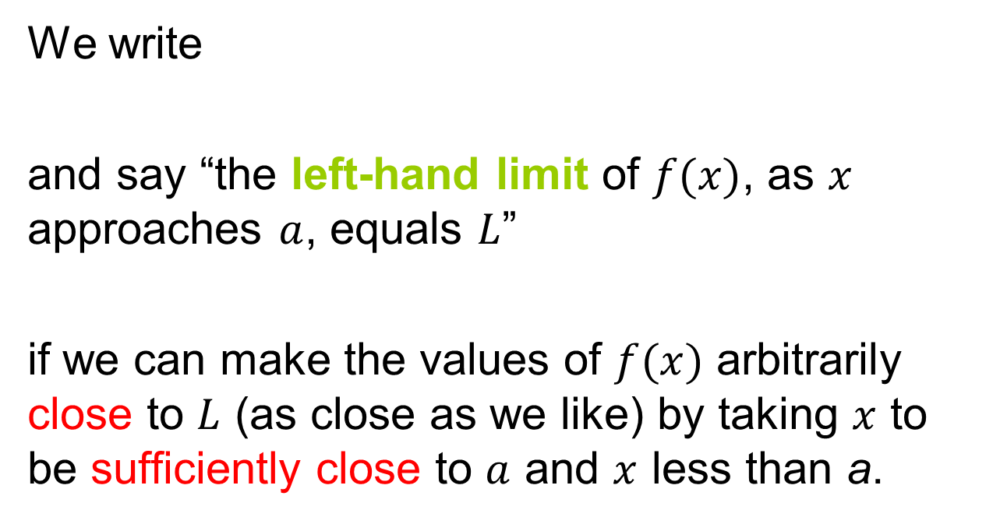 We write
and say “the left-hand limit of f(x), as x
approaches a, equals L”
if we can make the values of f(x) arbitrarily
close to L (as close as we like) by taking x to
be sufficiently close to a and x less than a.